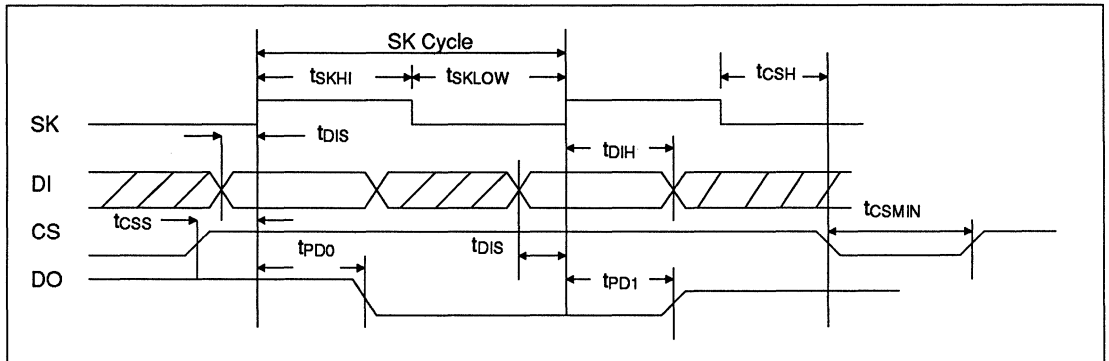 SK Cycle
tSKHI
tSKLOW
tCSH
SK
tDIS
tDIH
DI
tCSS
tCSMIN
CS
tPD0
tDIS
DO
tPD1